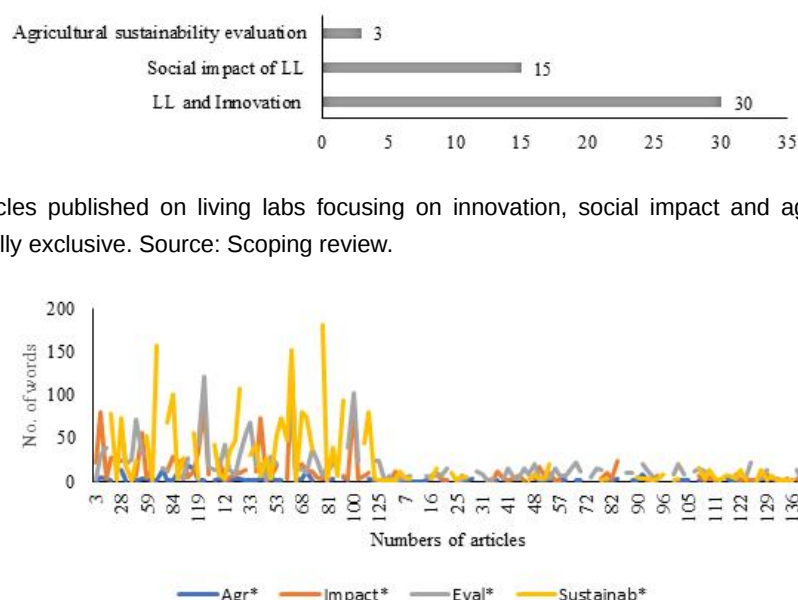 Agricultural sustainability evaluation 3
Social impact of LL 15
LL and Innovation 30
0 5 10 15 20 25 30 35
cles published on living labs focusing on innovation, social impact and ag
lly exclusive. Source: Scoping review.
200
150
100
50
0
No. of words
3 28 59 84 119 12 33 53 68 81 100 125 7 16 25 31 41 48 57 72 82 90 96 105 111 122 129 136
Numbers of articles
Agr* Impact* Eval* Sustainab*